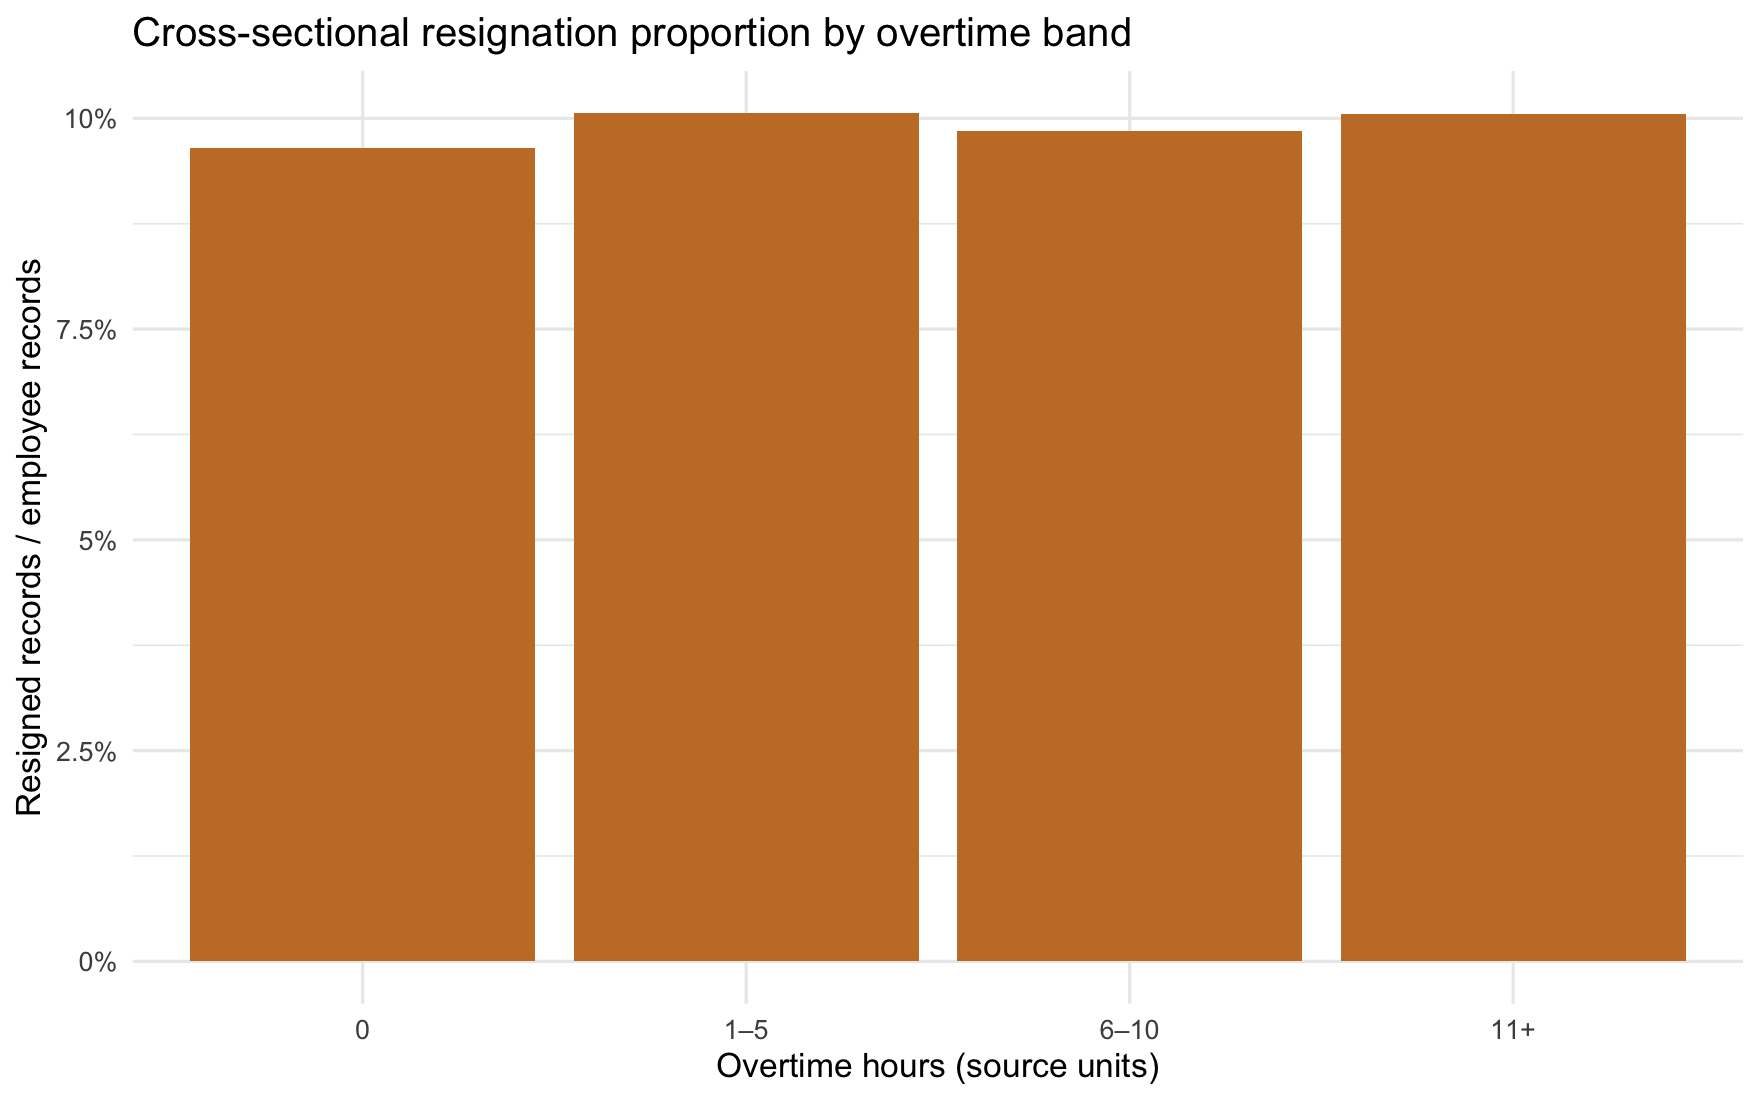 Cross-sectional resignation proportion by overtime band
Resigned records / employee records
10%
7.5%
5%
2.5%
0%
0 1–5 6–10 11+
Overtime hours (source units)